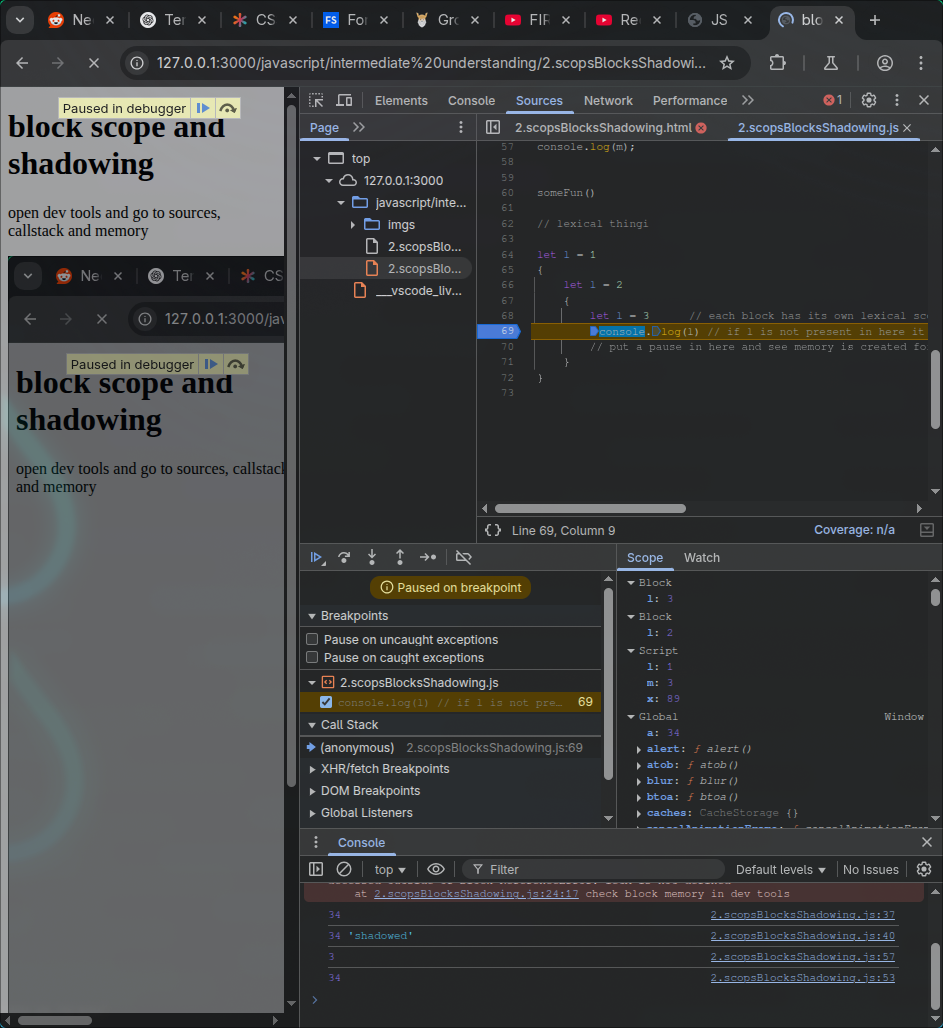 Ne
Ter
CS
For
Gro
FIR
Re
JS
blo
127.0.0.1:3000/javascript/intermediate%20understanding/2.scopsBlocksShadowi...
Paused in debugger
block scope and
shadowing
open dev tools and go to sources,
callstack and memory
Ne
Ter
CS
127.0.0.1:3000/jav
Paused in debugger
block scope and
shadowing
open dev tools and go to sources, callstack
and memory
Elements Console Sources Network Performance 1
Page
top
127.0.0.1:3000
javascript/inte...
imgs
2.scopsBlo...
2.scopsBlo...
__vscode_liv...
2.scopsBlocksShadowing.html 2.scopsBlocksShadowing.js
57 console.log(m);
58
59
60 someFun()
61
62 // lexical thingi
63
64 let l = 1
65 {
66 let l = 2
67 {
68 let l = 3 // each block has its own lexical sc
69 console.log(l) // if l is not present in here it
70 // put a pause in here and see memory is created fo
71 }
72 }
73
{} Line 69, Column 9 Coverage: n/a
Paused on breakpoint
Breakpoints
Pause on uncaught exceptions
Pause on caught exceptions
2.scopsBlocksShadowing.js
console.log(l) // if l is not pre... 69
Call Stack
(anonymous) 2.scopsBlocksShadowing.js:69
XHR/fetch Breakpoints
DOM Breakpoints
Global Listeners
Scope Watch
Block
l: 3
Block
l: 2
Script
l: 1
m: 3
x: 89
Global Window
a: 34
alert: ƒ alert()
atob: ƒ atob()
blur: ƒ blur()
btoa: ƒ btoa()
caches: CacheStorage {}
Console
top Filter Default levels No Issues
at 2.scopsBlocksShadowing.js:24:17 check block memory in dev tools
34 2.scopsBlocksShadowing.js:37
34 'shadowed' 2.scopsBlocksShadowing.js:40
3 2.scopsBlocksShadowing.js:57
34 2.scopsBlocksShadowing.js:53